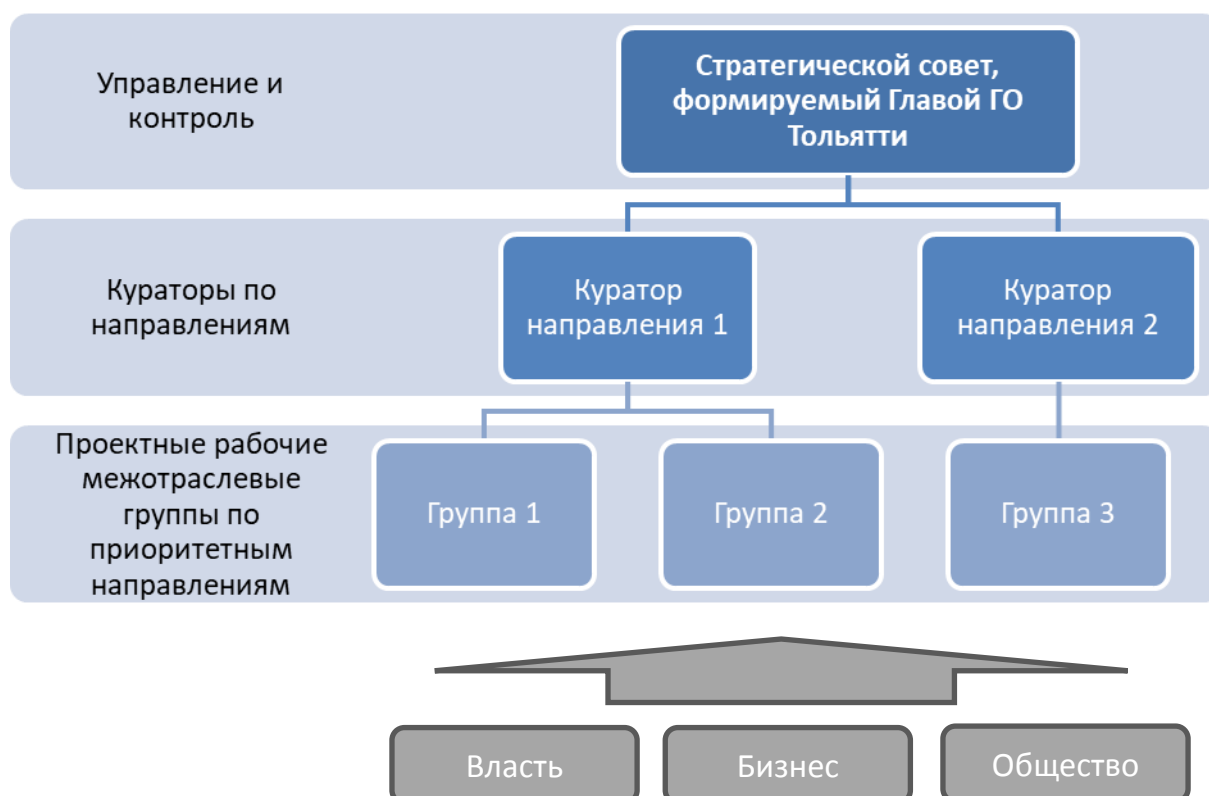 Управление и
контроль
Стратегической совет,
формируемый Главой ГО
Тольятти
Кураторы по
направлениям
Куратор
направления 1
Куратор
направления 2
Проектные рабочие
межотраслевые
группы по
приоритетным
направлениям
Группа 1
Группа 2
Группа 3
Власть
Бизнес
Общество